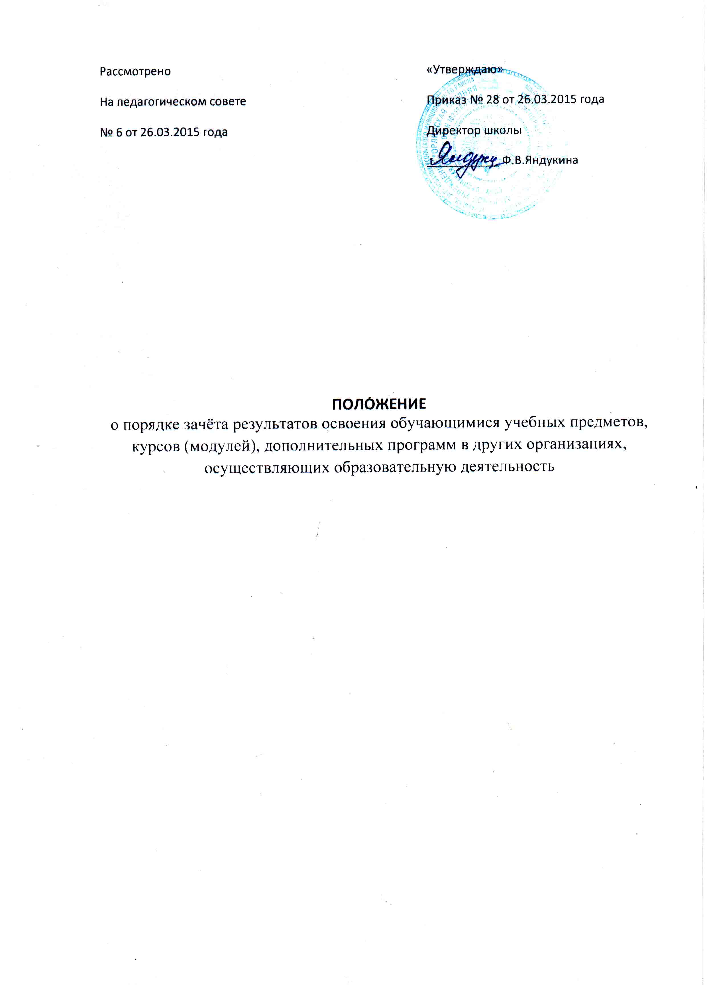 Рассмотрено
На педагогическом совете
№ 6 от 26.03.2015 года
«Утверждаю»
Приказ № 28 от 26.03.2015 года
Директор школы
Ф.В.Яндукина
ПОЛОЖЕНИЕ
о порядке зачёта результатов освоения обучающимися учебных предметов,
курсов (модулей), дополнительных программ в других организациях,
осуществляющих образовательную деятельность